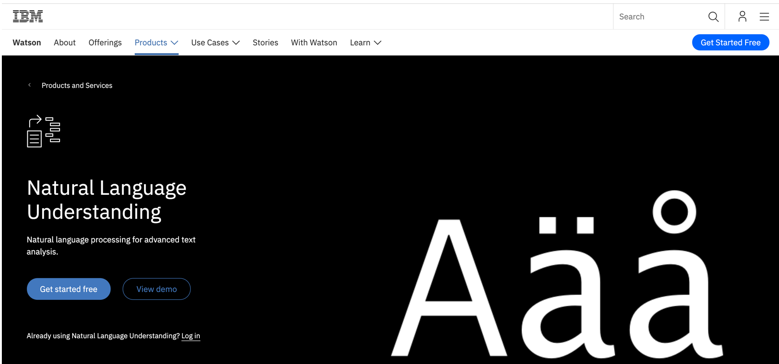 IBM
Search
Watson About Offerings Products Use Cases Stories With Watson Learn Get Started Free
Products and Services
Natural Language
Understanding
Natural language processing for advanced text
analysis.
Get started free View demo
Already using Natural Language Understanding? Log in
Aäå